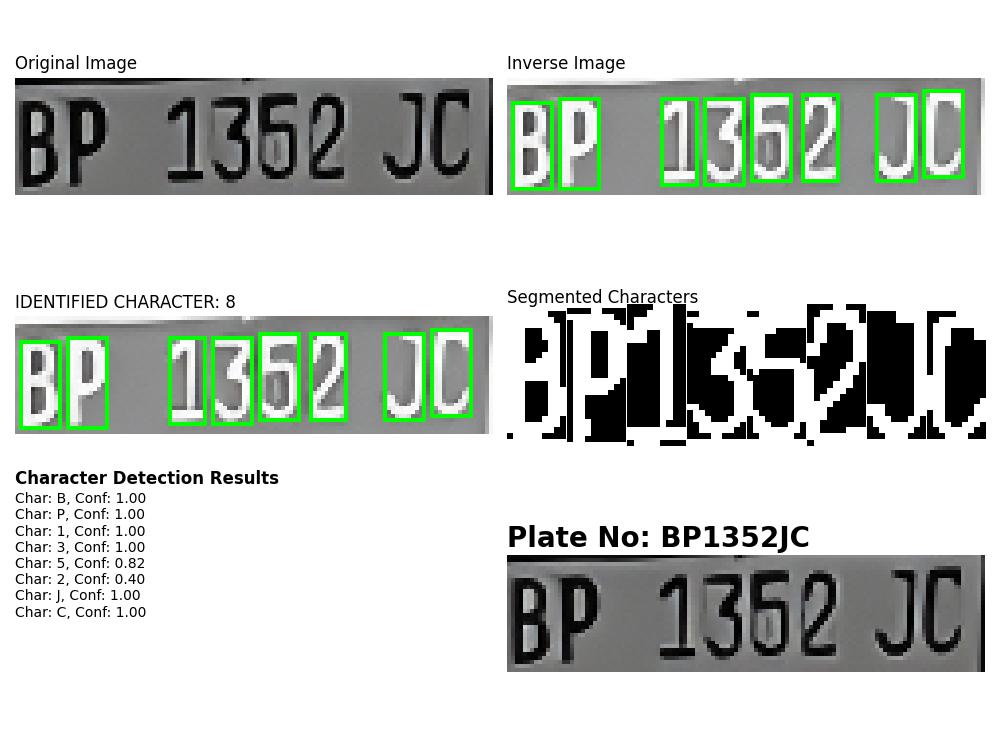 Original Image
BP 1352 JC
Inverse Image
BP 1352 JC
IDENTIFIED CHARACTER: 8
BP 1352 JC
Segmented Characters
BP1352JC
Character Detection Results
Char: B, Conf: 1.00
Char: P, Conf: 1.00
Char: 1, Conf: 1.00
Char: 3, Conf: 1.00
Char: 5, Conf: 0.82
Char: 2, Conf: 0.40
Char: J, Conf: 1.00
Char: C, Conf: 1.00
Plate No: BP1352JC
BP 1352 JC